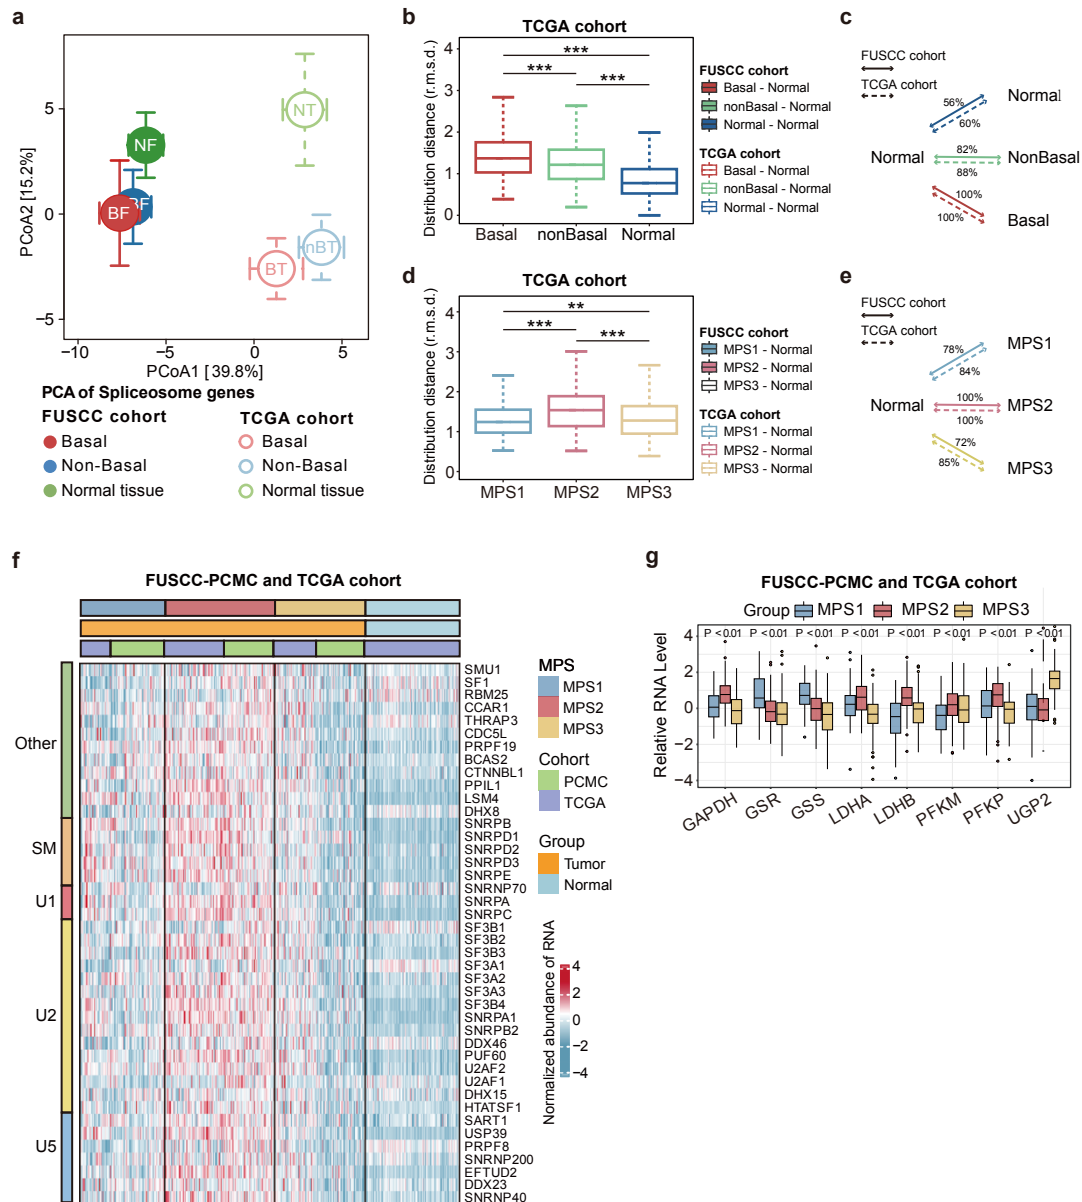 a
PCoA2 [15.2%]
5
0
−5
NF
BF
BF
NT
BT
nBT
−10
−5
0
5
PCoA1 [39.8%]
PCA of Spliceosome genes
FUSCC cohort
Basal
Non-Basal
Normal tissue
TCGA cohort
Basal
Non-Basal
Normal tissue
b
TCGA cohort
Distribution distance (r.m.s.d.)
4
3
2
1
0
***
***
***
Basal
nonBasal
Normal
FUSCC cohort
Basal - Normal
nonBasal - Normal
Normal - Normal
TCGA cohort
Basal - Normal
nonBasal - Normal
Normal - Normal
c
FUSCC cohort
TCGA cohort
Normal
56%
60%
Normal
82%
88%
NonBasal
100%
100%
Basal
d
TCGA cohort
Distribution distance (r.m.s.d.)
4
3
2
1
0
**
***
***
MPS1
MPS2
MPS3
FUSCC cohort
MPS1 - Normal
MPS2 - Normal
MPS3 - Normal
TCGA cohort
MPS1 - Normal
MPS2 - Normal
MPS3 - Normal
e
FUSCC cohort
TCGA cohort
Normal
78%
84%
MPS1
100%
100%
MPS2
72%
85%
MPS3
f
FUSCC-PCMC and TCGA cohort
Other
SM
U1
U2
U5
SMU1
SF1
RBM25
CCAR1
THRAP3
CDC5L
PRPF19
BCAS2
CTNNBL1
PPIL1
LSM4
DHX8
SNRPB
SNRPD1
SNRPD2
SNRPD3
SNRPE
SNRNP70
SNRPA
SNRPC
SF3B1
SF3B2
SF3B3
SF3A1
SF3A2
SF3A3
SF3B4
SNRPA1
SNRPB2
DDX46
PUF60
U2AF2
U2AF1
DHX15
HTATSF1
SART1
USP39
PRPF8
SNRNP200
EFTUD2
DDX23
SNRNP40
MPS
MPS1
MPS2
MPS3
Cohort
PCMC
TCGA
Group
Tumor
Normal
Normalized abundance of RNA
4
2
0
−2
−4
g
FUSCC-PCMC and TCGA cohort
Group MPS1 MPS2 MPS3
Relative RNA Level
4
2
0
−2
−4
P <0.01 P <0.01 P <0.01 P <0.01 P <0.01 P <0.01 P <0.01 P <0.01
GAPDH
GSR
GSS
LDHA
LDHB
PFKM
PFKP
UGP2